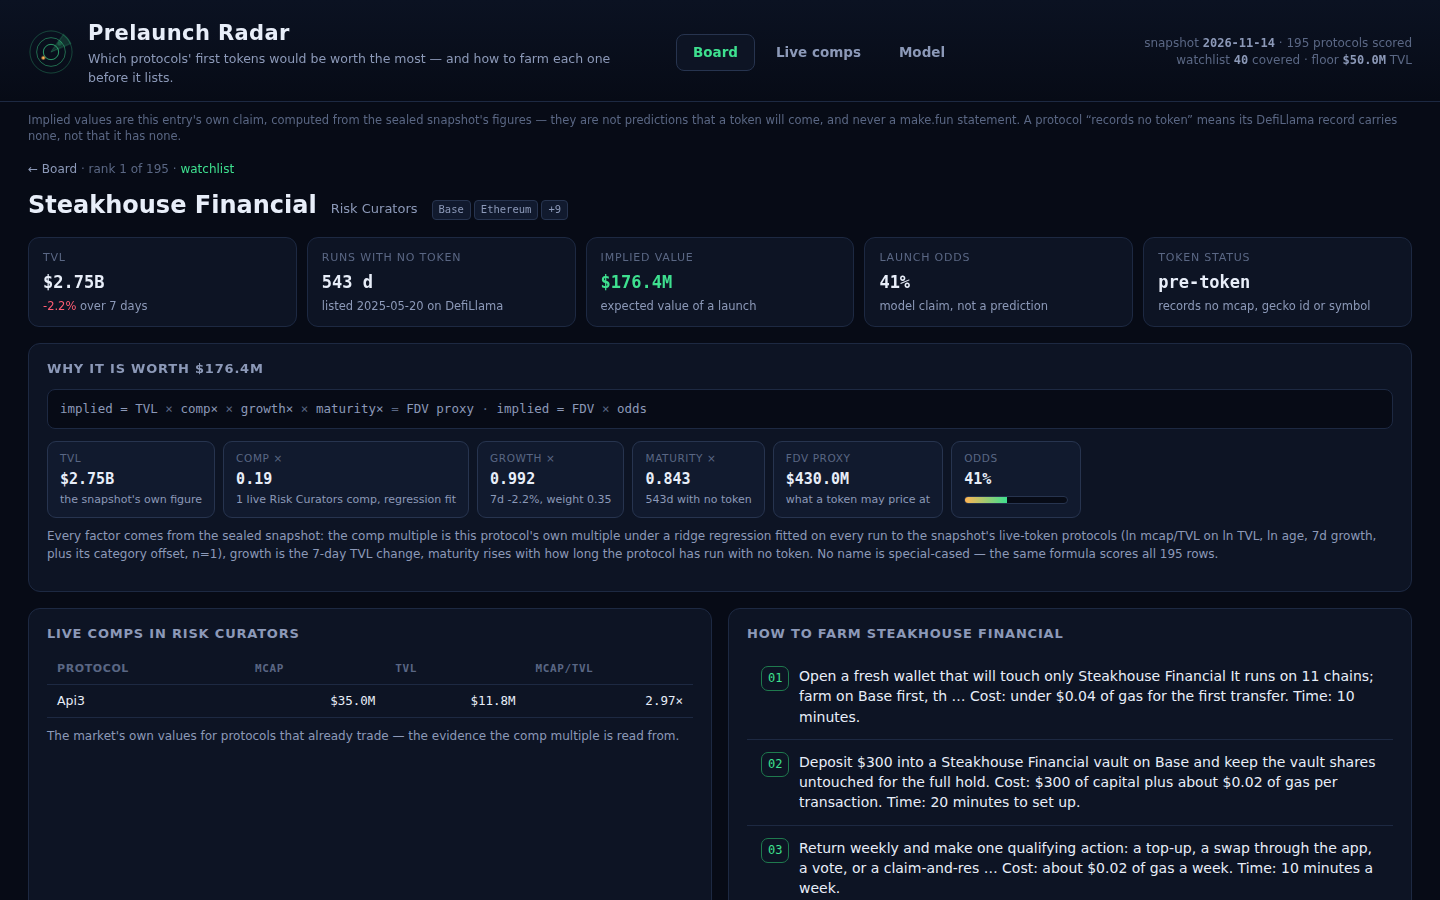 Prelaunch Radar
Which protocols' first tokens would be worth the most — and how to farm each one
before it lists.
Board
Live comps
Model
snapshot 2026-11-14 · 195 protocols scored
watchlist 40 covered · floor $50.0M TVL
Implied values are this entry's own claim, computed from the sealed snapshot's figures — they are not predictions that a token will come, and never a make.fun statement. A protocol “records no token” means its DefiLlama record carries
none, not that it has none.
← Board · rank 1 of 195 · watchlist
Steakhouse Financial Risk Curators Base Ethereum +9
TVL
$2.75B
-2.2% over 7 days
RUNS WITH NO TOKEN
543 d
listed 2025-05-20 on DefiLlama
IMPLIED VALUE
$176.4M
expected value of a launch
LAUNCH ODDS
41%
model claim, not a prediction
TOKEN STATUS
pre-token
records no mcap, gecko id or symbol
WHY IT IS WORTH $176.4M
implied = TVL × comp× × growth× × maturity× = FDV proxy · implied = FDV × odds
TVL
$2.75B
the snapshot's own figure
COMP ×
0.19
1 live Risk Curators comp, regression fit
GROWTH ×
0.992
7d -2.2%, weight 0.35
MATURITY ×
0.843
543d with no token
FDV PROXY
$430.0M
what a token may price at
ODDS
41%
Every factor comes from the sealed snapshot: the comp multiple is this protocol's own multiple under a ridge regression fitted on every run to the snapshot's live-token protocols (ln mcap/TVL on ln TVL, ln age, 7d growth,
plus its category offset, n=1), growth is the 7-day TVL change, maturity rises with how long the protocol has run with no token. No name is special-cased — the same formula scores all 195 rows.
LIVE COMPS IN RISK CURATORS
PROTOCOL MCAP TVL MCAP/TVL
Api3 $35.0M $11.8M 2.97×
The market's own values for protocols that already trade — the evidence the comp multiple is read from.
HOW TO FARM STEAKHOUSE FINANCIAL
01 Open a fresh wallet that will touch only Steakhouse Financial It runs on 11 chains;
farm on Base first, th … Cost: under $0.04 of gas for the first transfer. Time: 10
minutes.
02 Deposit $300 into a Steakhouse Financial vault on Base and keep the vault shares
untouched for the full hold. Cost: $300 of capital plus about $0.02 of gas per
transaction. Time: 20 minutes to set up.
03 Return weekly and make one qualifying action: a top-up, a swap through the app,
a vote, or a claim-and-res … Cost: about $0.02 of gas a week. Time: 10 minutes a
week.